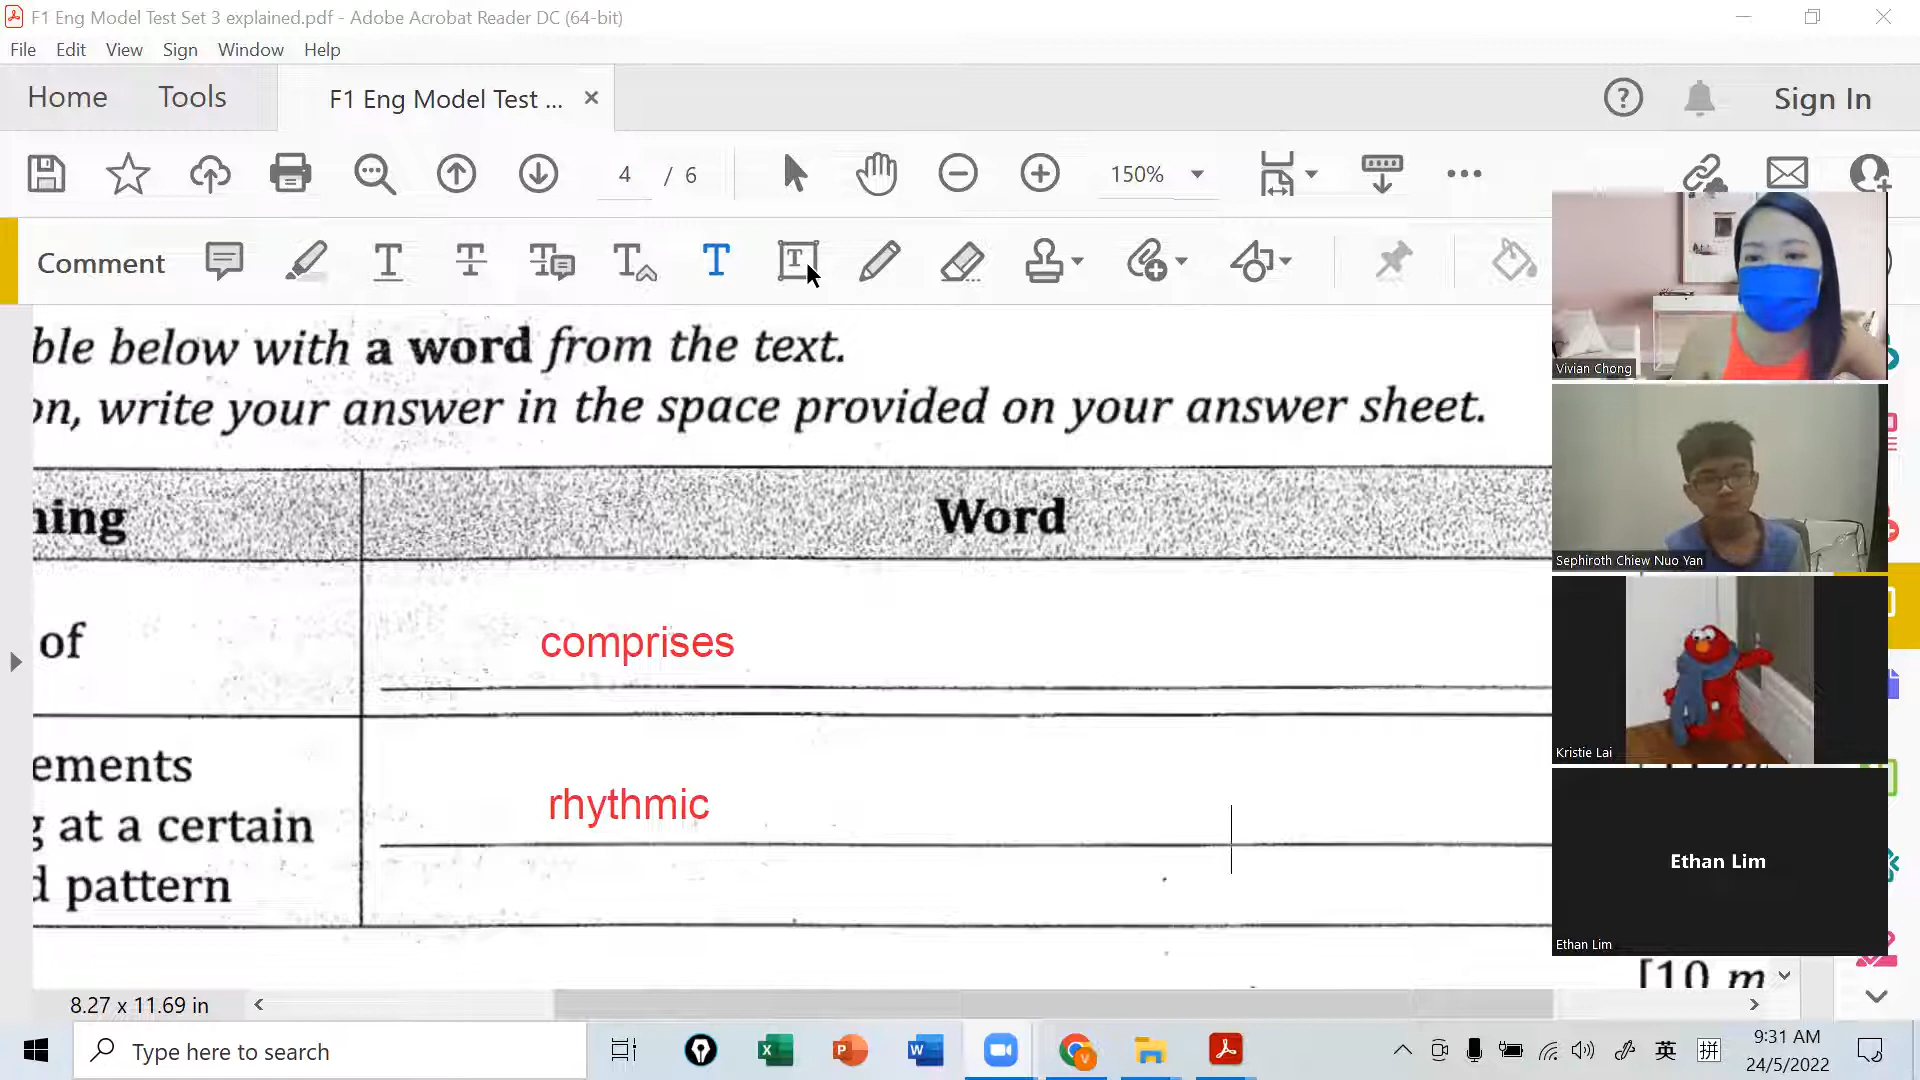 F1 Eng Model Test Set 3 explained.pdf - Adobe Acrobat Reader DC (64-bit)
File Edit View Sign Window Help
Home Tools F1 Eng Model Test ... Sign In
4 / 6 150%
Comment
ble below with a word from the text.
on, write your answer in the space provided on your answer sheet.
ning Word
of comprises
ements
rhythmic
g at a certain
d pattern
[10 m
Vivian Chong
Sephiroth Chiew Nuo Yan
Kristie Lai
Ethan Lim
Ethan Lim
8.27 x 11.69 in
Type here to search
英 拼
9:31 AM
24/5/2022